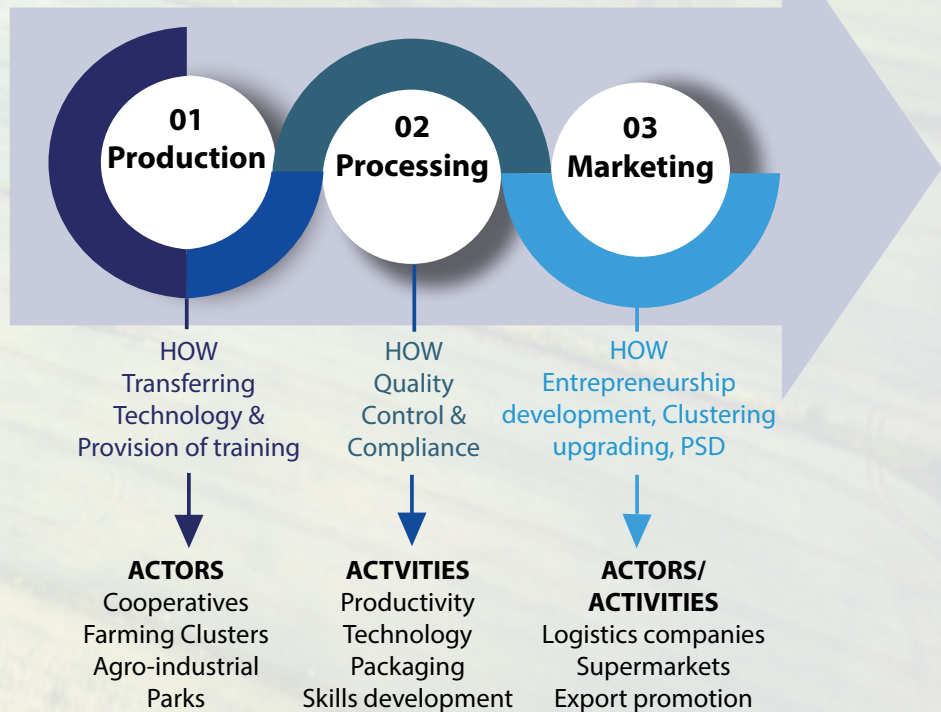 01
Production
02
Processing
03
Marketing
HOW
Transferring
Technology &
Provision of training
HOW
Quality
Control &
Compliance
HOW
Entrepreneurship
development, Clustering
upgrading, PSD
ACTORS
Cooperatives
Farming Clusters
Agro-industrial
Parks
ACTVITIES
Productivity
Technology
Packaging
Skills development
ACTORS/
ACTIVITIES
Logistics companies
Supermarkets
Export promotion